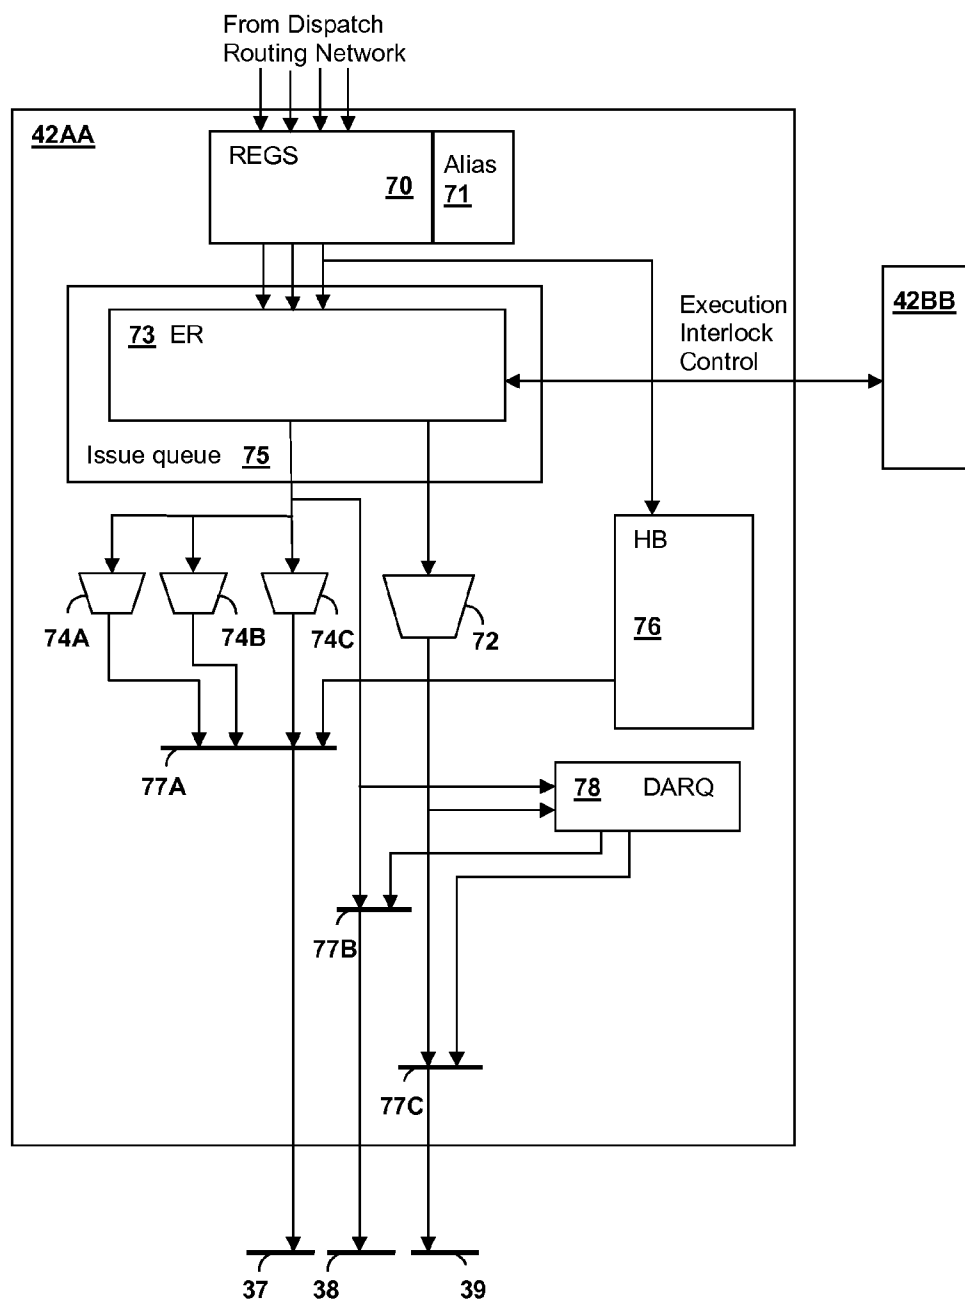 From Dispatch
Routing Network
42AA
REGS
70
Alias
71
42BB
Execution
Interlock
Control
73 ER
Issue queue 75
HB
76
74A
74B
74C
72
77A
78 DARQ
77B
77C
37
38
39